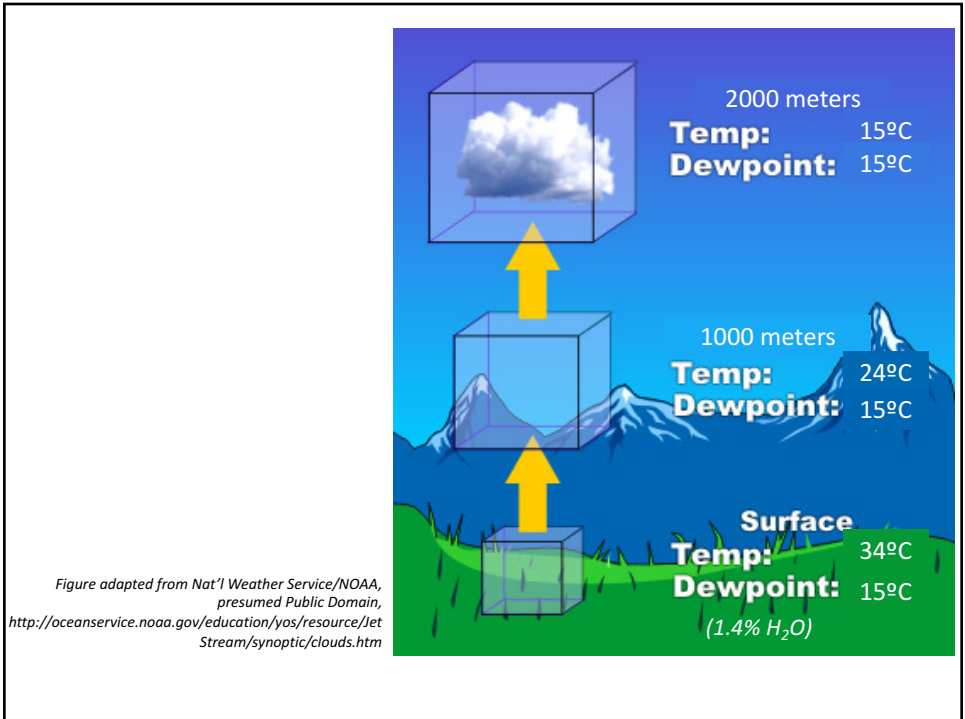 2000 meters
Temp: 15ºC
Dewpoint: 15ºC
1000 meters
Temp: 24ºC
Dewpoint: 15ºC
Surface
Temp: 34ºC
Dewpoint: 15ºC
(1.4% H₂O)
Figure adapted from Nat’l Weather Service/NOAA,
presumed Public Domain,
http://oceanservice.noaa.gov/education/yos/resource/Jet
Stream/synoptic/clouds.htm